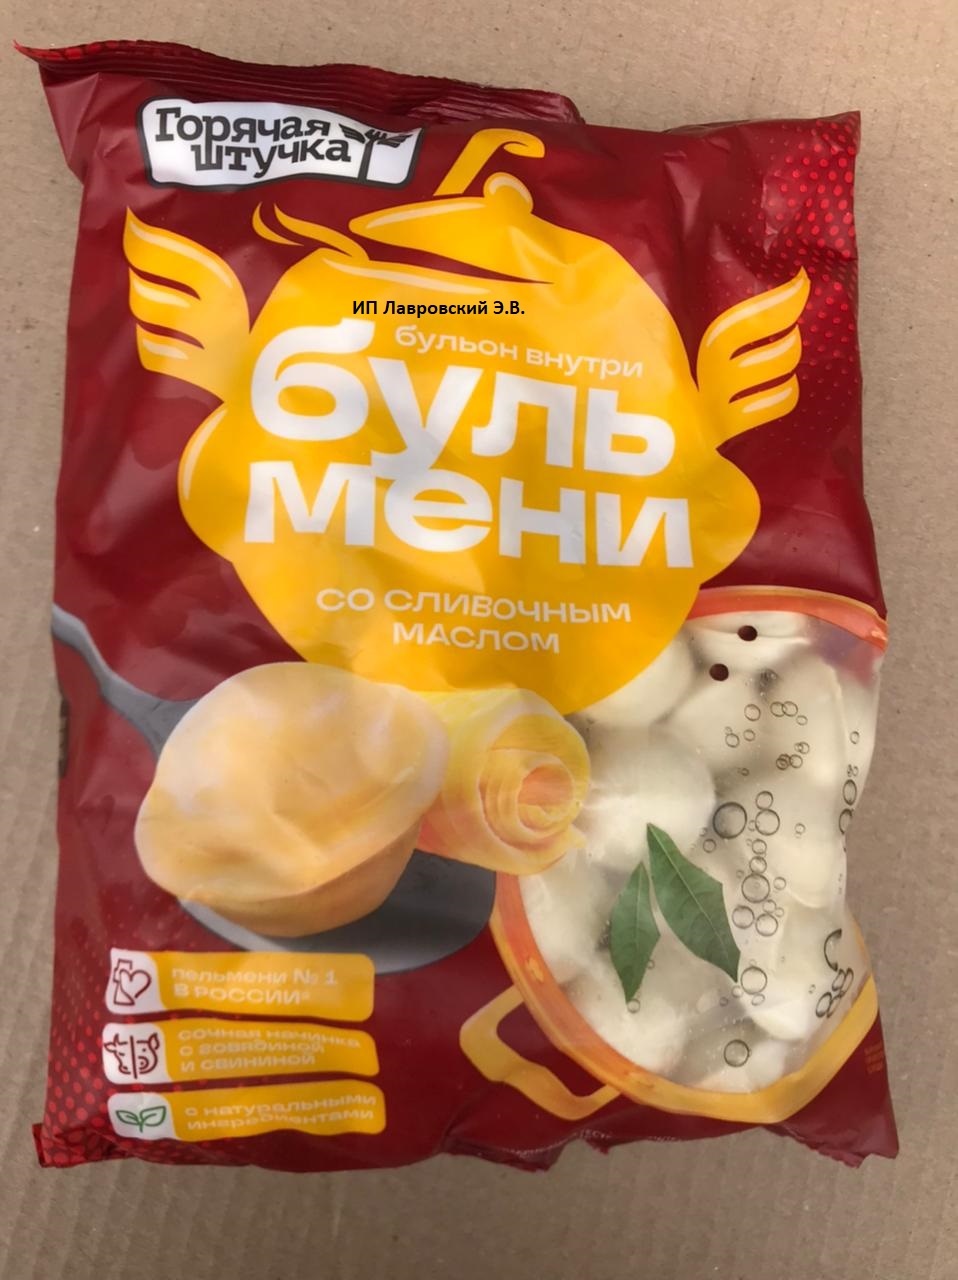 Горячая
штучка
ИП Лавровский Э.В.
бульон внутри
буль
мени
со сливочным
маслом
пельмени № 1
в россии*
сочная начинка
с говядиной
и свининой
с натуральными
ингредиентами